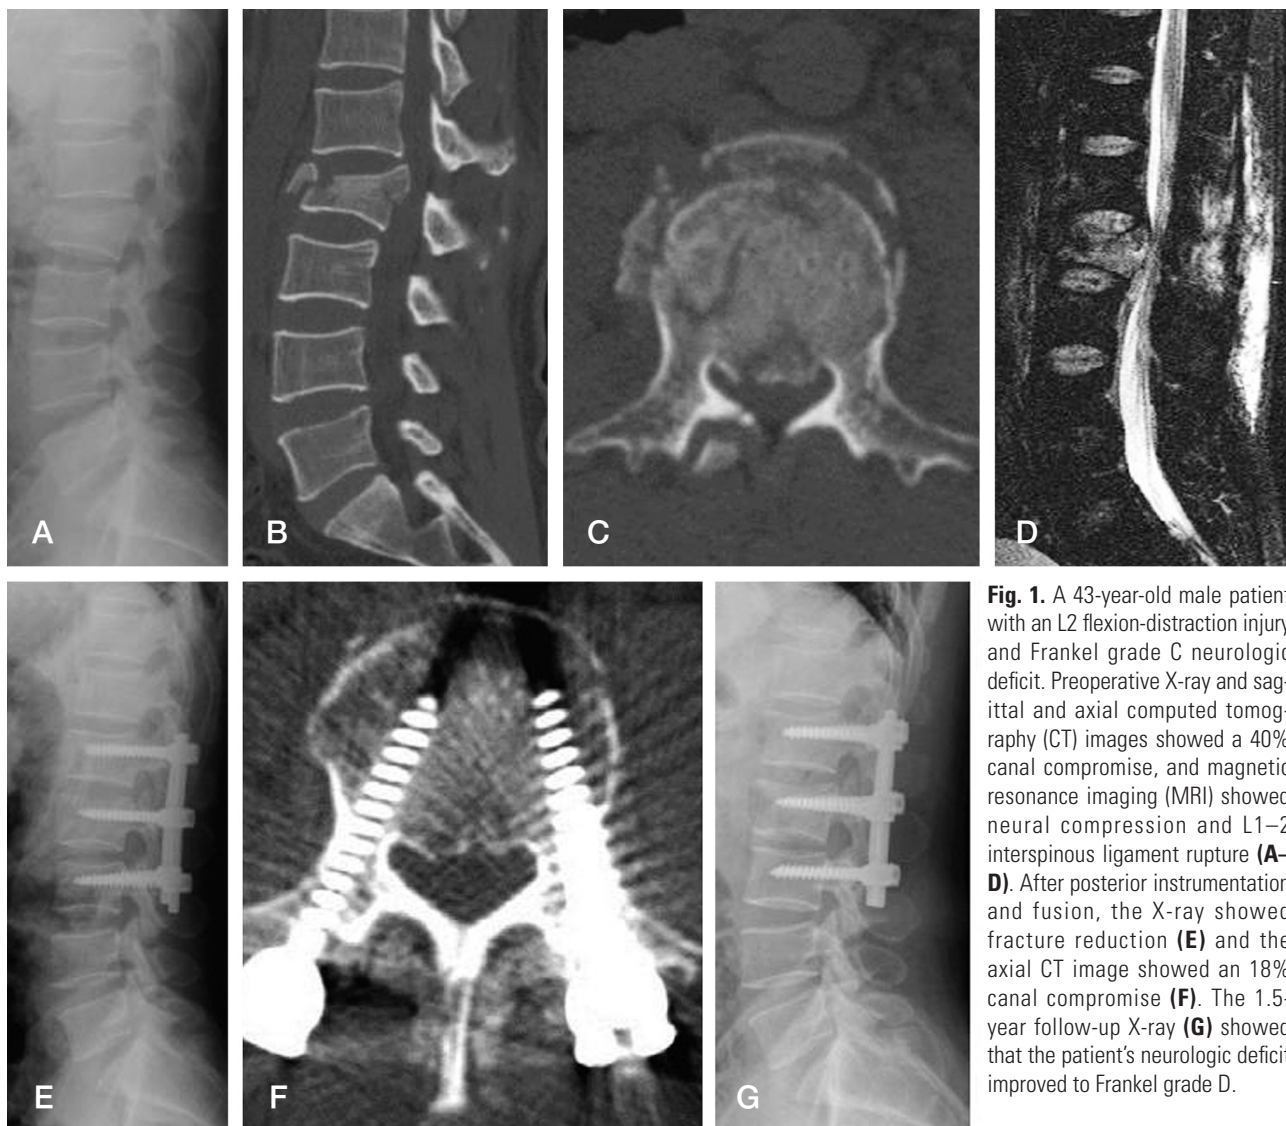 A
B
C
D
E
F
G
Fig. 1. A 43-year-old male patient
with an L2 flexion-distraction injury
and Frankel grade C neurologic
deficit. Preoperative X-ray and sag-
ittal and axial computed tomog-
raphy (CT) images showed a 40%
canal compromise, and magnetic
resonance imaging (MRI) showed
neural compression and L1–2
interspinous ligament rupture (A–
D). After posterior instrumentation
and fusion, the X-ray showed
fracture reduction (E) and the
axial CT image showed an 18%
canal compromise (F). The 1.5-
year follow-up X-ray (G) showed
that the patient's neurologic deficit
improved to Frankel grade D.